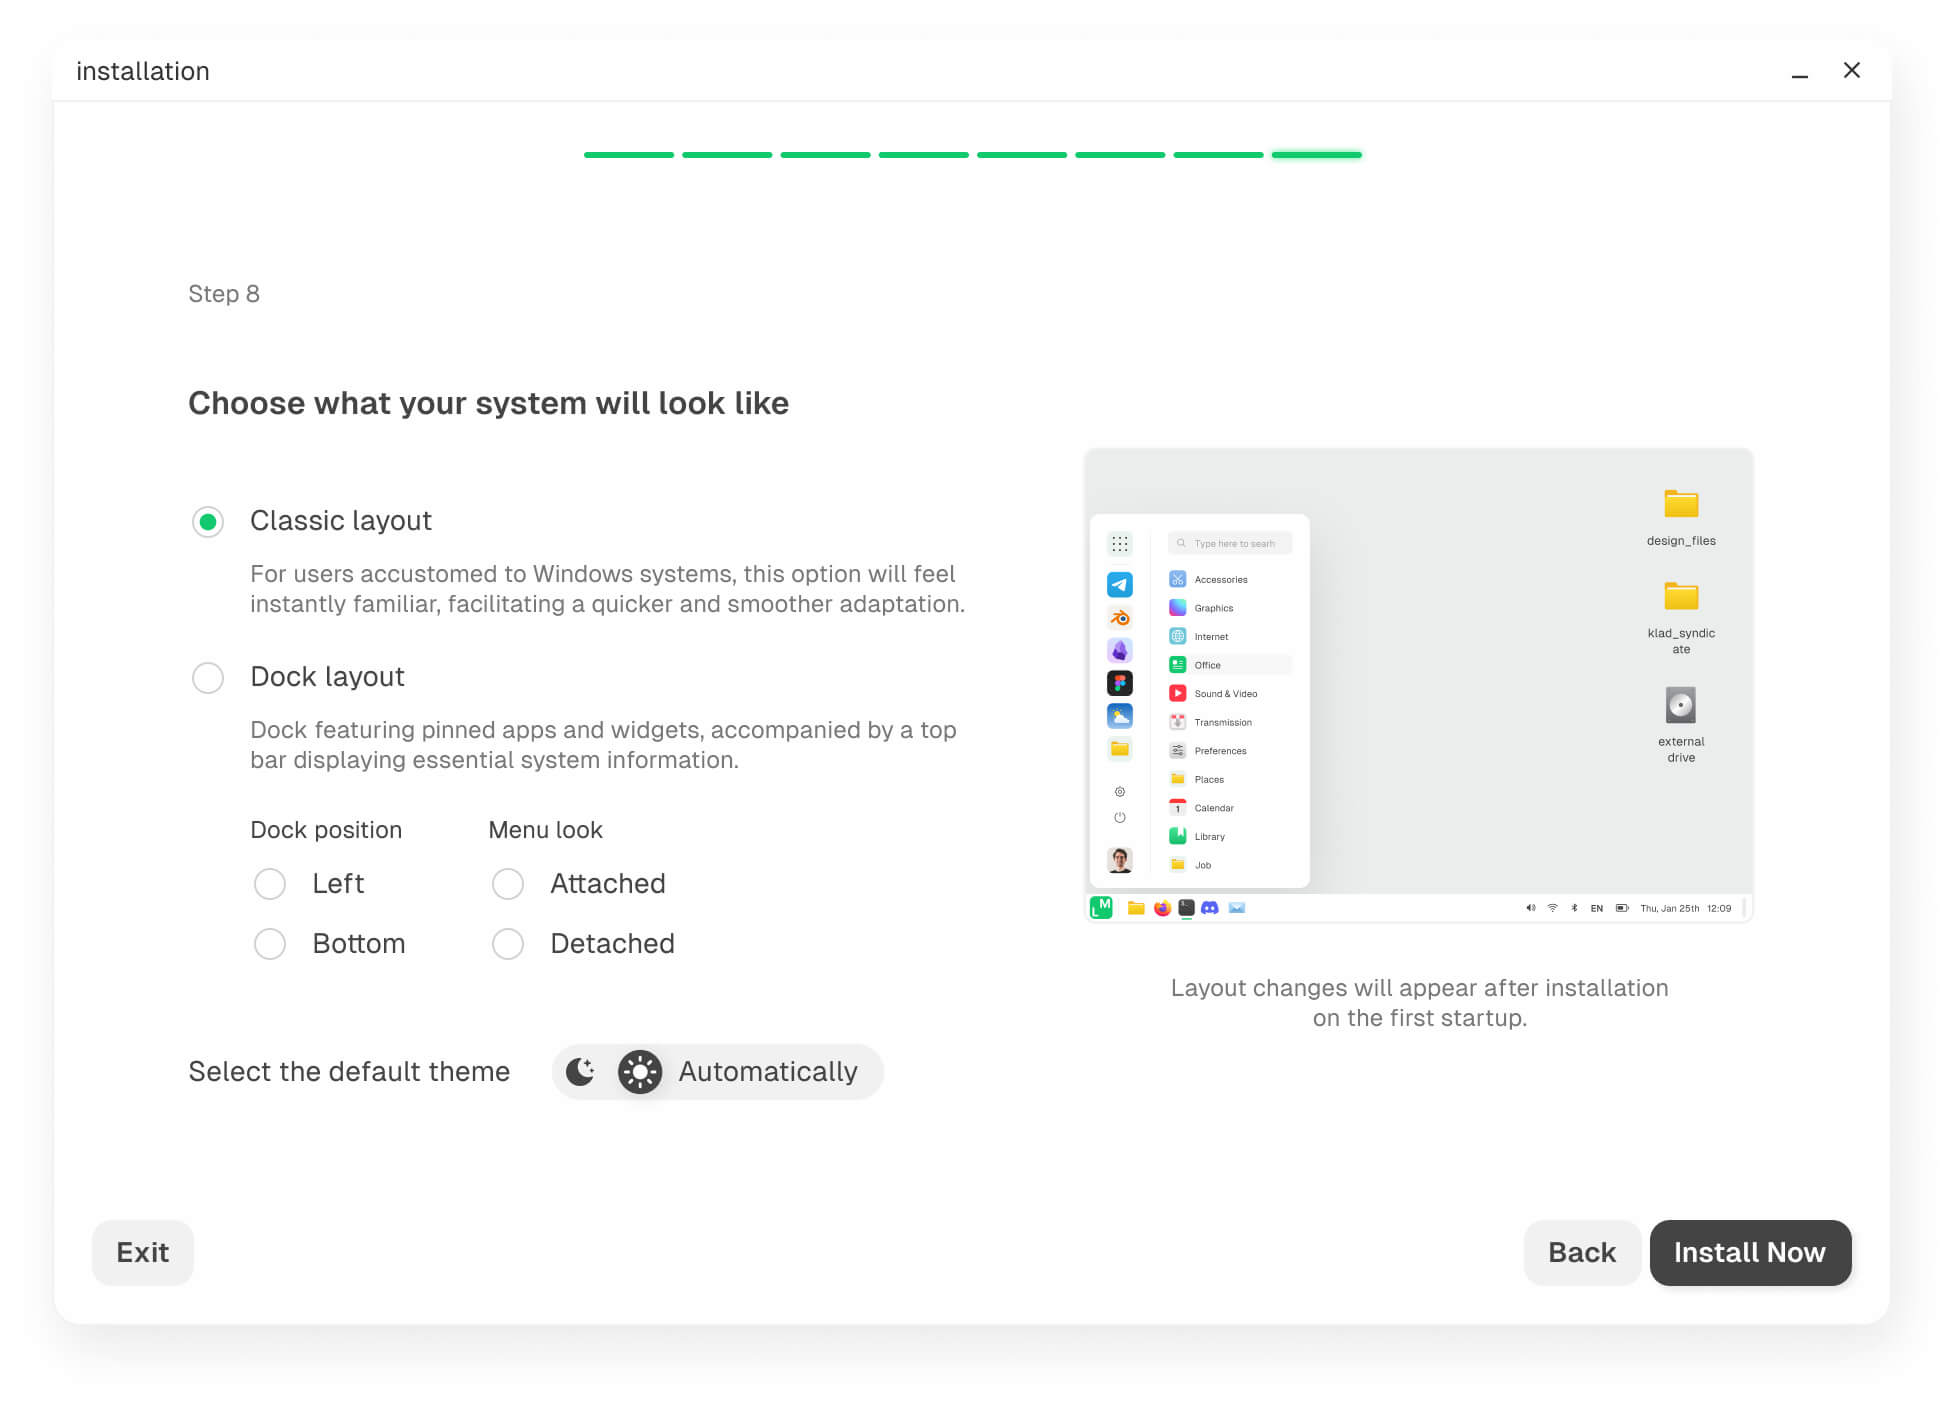 installation
Step 8
Choose what your system will look like
Classic layout
For users accustomed to Windows systems, this option will feel
instantly familiar, facilitating a quicker and smoother adaptation.
Dock layout
Dock featuring pinned apps and widgets, accompanied by a top
bar displaying essential system information.
Dock position
Menu look
Left
Attached
Bottom
Detached
Select the default theme
Automatically
Type here to searh
Accessories
Graphics
Internet
Office
Sound & Video
Transmission
Preferences
Places
1
Calendar
Library
Job
design_files
klad_syndic
ate
external
drive
LM
EN
Thu, Jan 25th
12:09
Layout changes will appear after installation
on the first startup.
Exit
Back
Install Now